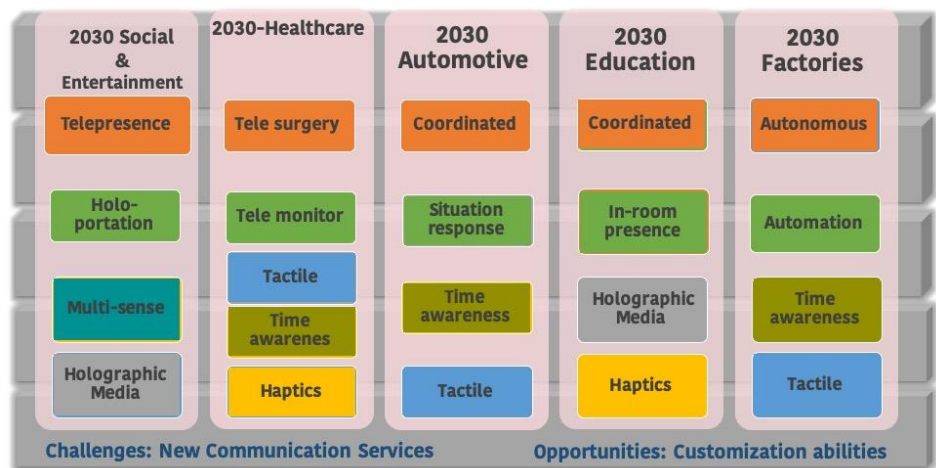 2030 Social
&
Entertainment
Telepresence
Holo-
portation
Multi-sense
Holographic
Media
2030-Healthcare
Tele surgery
Tele monitor
Tactile
Time
awarenes
Haptics
2030
Automotive
Coordinated
Situation
response
Time
awareness
Tactile
2030
Education
Coordinated
In-room
presence
Holographic
Media
Haptics
2030
Factories
Autonomous
Automation
Time
awareness
Tactile
Challenges: New Communication Services
Opportunities: Customization abilities